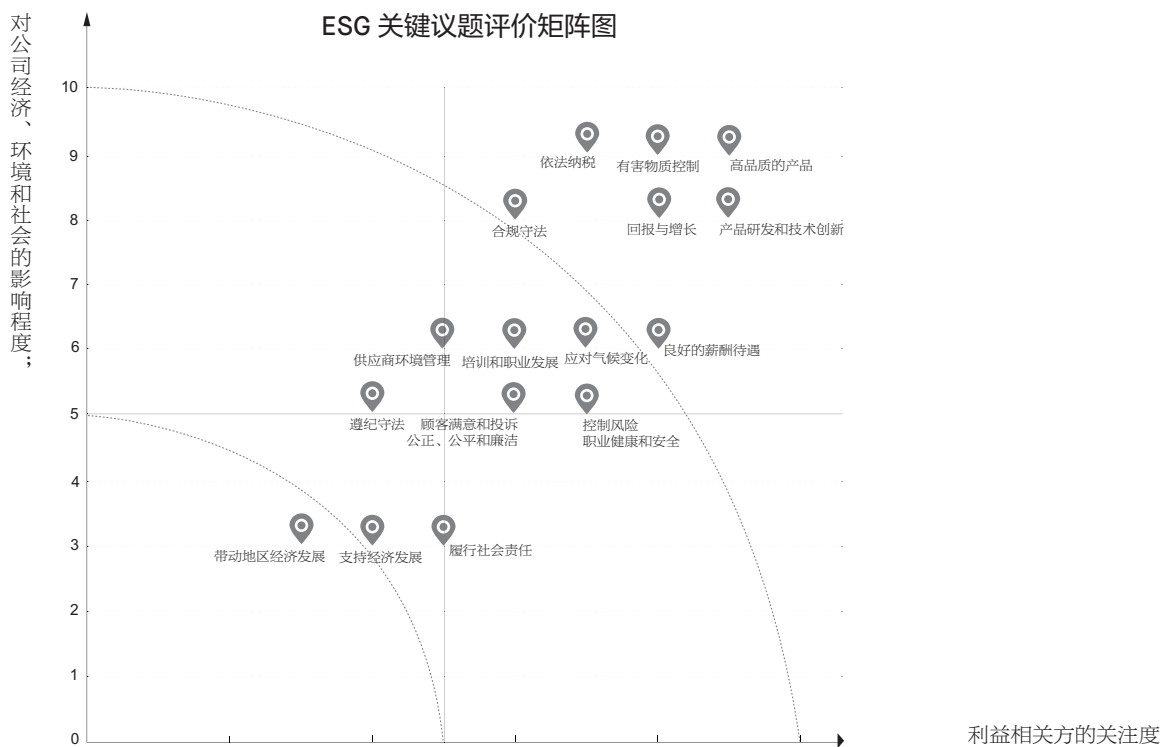 ESG 关键议题评价矩阵图
对公司经济、环境和社会的影响程度；
10
9
依法纳税
有害物质控制
高品质的产品
8
合规守法
回报与增长
产品研发和技术创新
7
6
供应商环境管理
培训和职业发展
应对气候变化
良好的薪酬待遇
5
遵纪守法
顾客满意和投诉
公正、公平和廉洁
控制风险
职业健康和安全
4
3
带动地区经济发展
支持经济发展
履行社会责任
2
1
0
利益相关方的关注度